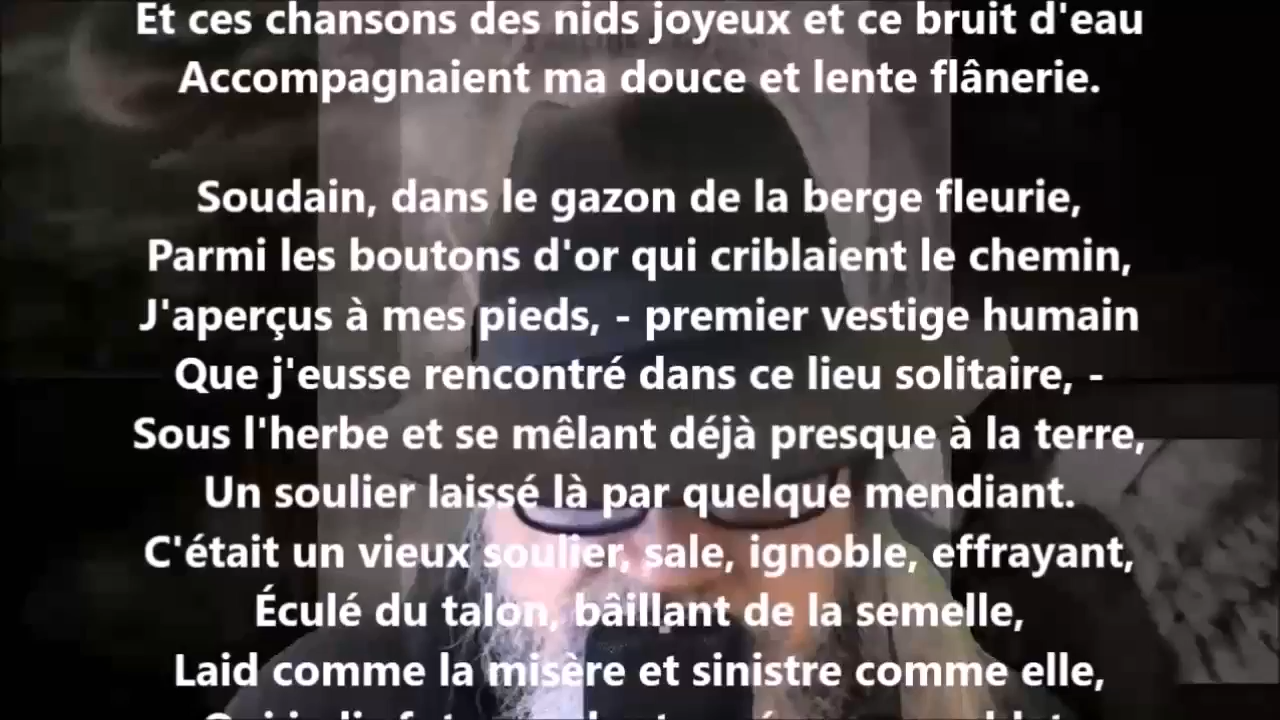 Et ces chansons des nids joyeux et ce bruit d'eau
Accompagnaient ma douce et lente flânerie.
Soudain, dans le gazon de la berge fleurie,
Parmi les boutons d'or qui criblaient le chemin,
J'aperçus à mes pieds, - premier vestige humain
Que j'eusse rencontré dans ce lieu solitaire, -
Sous l'herbe et se mêlant déjà presque à la terre,
Un soulier laissé là par quelque mendiant.
C'était un vieux soulier, sale, ignoble, effrayant,
Éculé du talon, bâillant de la semelle,
Laid comme la misère et sinistre comme elle,